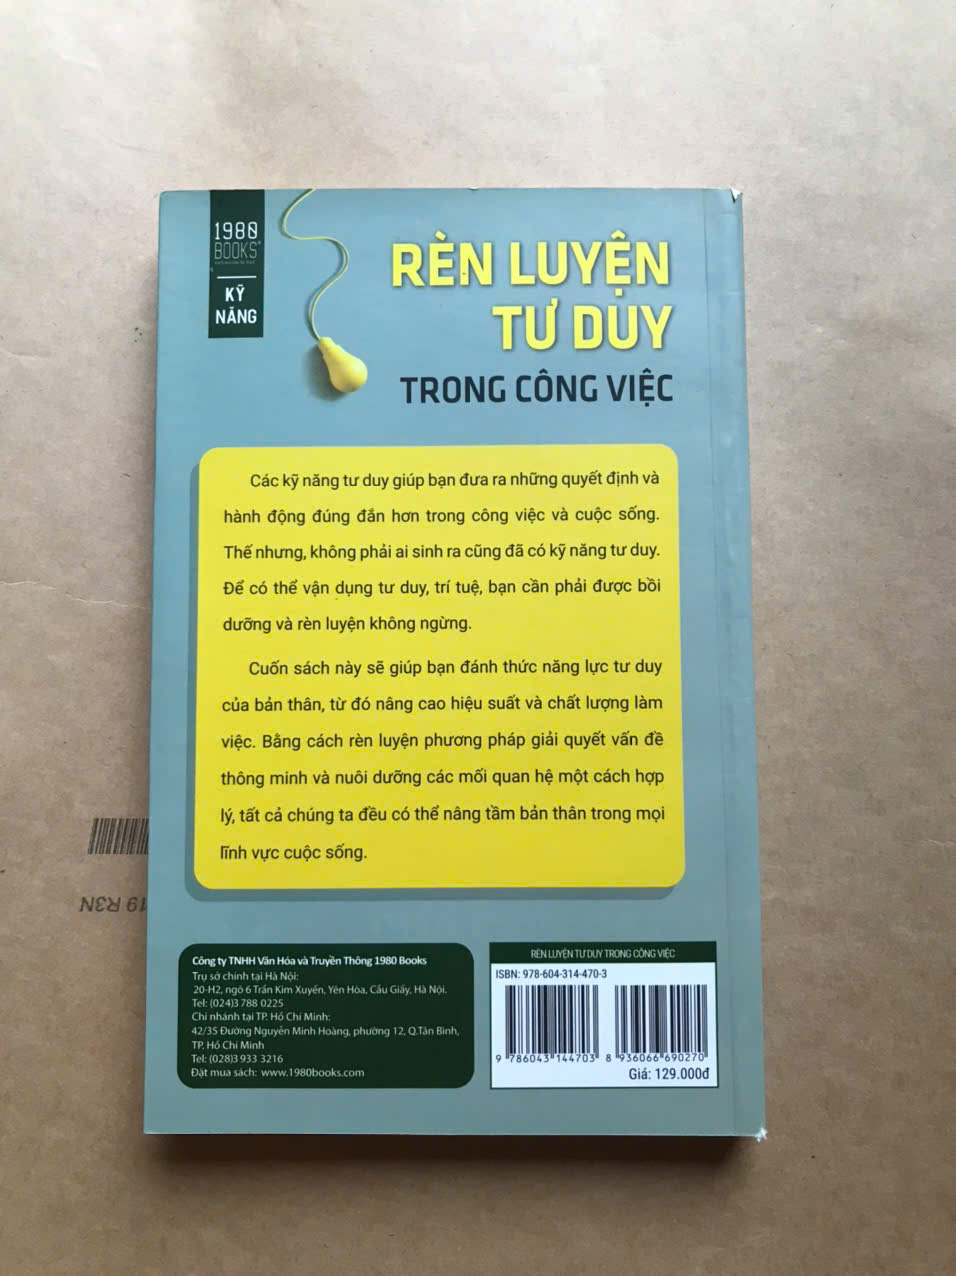 1980
BOOKS
KỸ
NĂNG
RÈN LUYỆN
TƯ DUY
TRONG CÔNG VIỆC
Các kỹ năng tư duy giúp bạn đưa ra những quyết định và
hành động đúng đắn hơn trong công việc và cuộc sống.
Thế nhưng, không phải ai sinh ra cũng đã có kỹ năng tư duy.
Để có thể vận dụng tư duy, trí tuệ, bạn cần phải được bồi
dưỡng và rèn luyện không ngừng.
Cuốn sách này sẽ giúp bạn đánh thức năng lực tư duy
của bản thân, từ đó nâng cao hiệu suất và chất lượng làm
việc. Bằng cách rèn luyện phương pháp giải quyết vấn đề
thông minh và nuôi dưỡng các mối quan hệ một cách hợp
lý, tất cả chúng ta đều có thể nâng tầm bản thân trong mọi
lĩnh vực cuộc sống.
19 R3N
Công ty TNHH Văn Hóa và Truyền Thông 1980 Books
Trụ sở chính tại Hà Nội:
20-H2, ngõ 6 Trần Kim Xuyến, Yên Hòa, Cầu Giấy, Hà Nội.
Tel: (024)3 788 0225
Chi nhánh tại TP. Hồ Chí Minh:
42/35 Đường Nguyễn Minh Hoàng, phường 12, Q.Tân Bình,
TP. Hồ Chí Minh
Tel: (028)3 933 3216
Đặt mua sách: www.1980books.com
RÈN LUYỆN TƯ DUY TRONG CÔNG VIỆC
ISBN: 978-604-314-470-3
9 786043 144703 8 936066 690270
Giá: 129.000đ